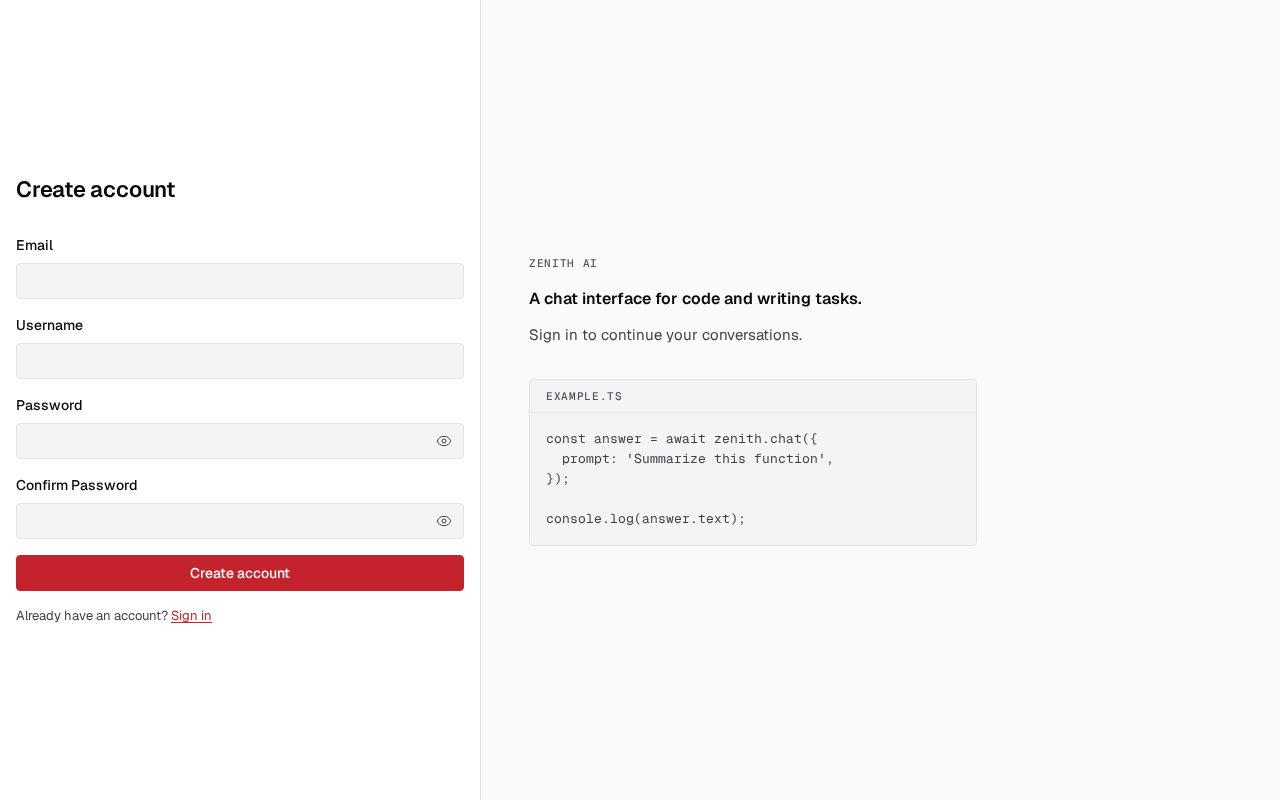 Create account
Email
Username
Password
Confirm Password
Create account
Already have an account? Sign in
ZENITH AI
A chat interface for code and writing tasks.
Sign in to continue your conversations.
EXAMPLE.TS
const answer = await zenith.chat({
  prompt: 'Summarize this function',
});
console.log(answer.text);